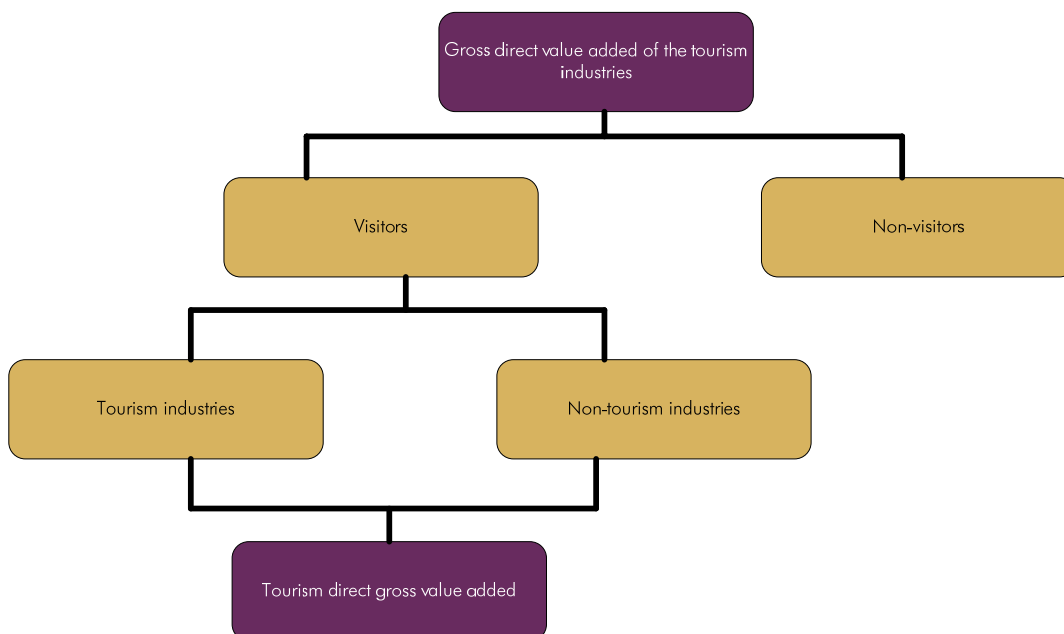 Gross direct value added of the tourism
industries
Visitors
Non-visitors
Tourism industries
Non-tourism industries
Tourism direct gross value added